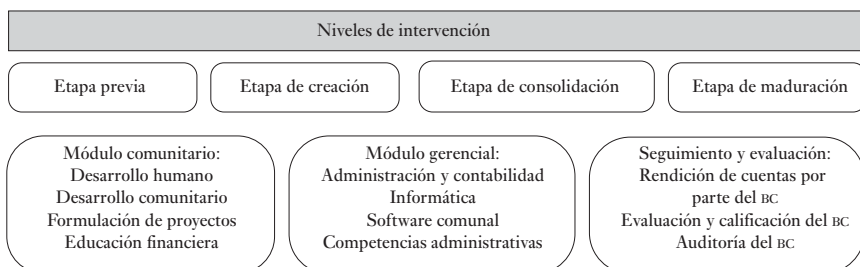 Niveles de intervención
Etapa previa
Etapa de creación
Etapa de consolidación
Etapa de maduración
Módulo comunitario:
Desarrollo humano
Desarrollo comunitario
Formulación de proyectos
Educación financiera
Módulo gerencial:
Administración y contabilidad
Informática
Software comunal
Competencias administrativas
Seguimiento y evaluación:
Rendición de cuentas por
parte del BC
Evaluación y calificación del BC
Auditoría del BC